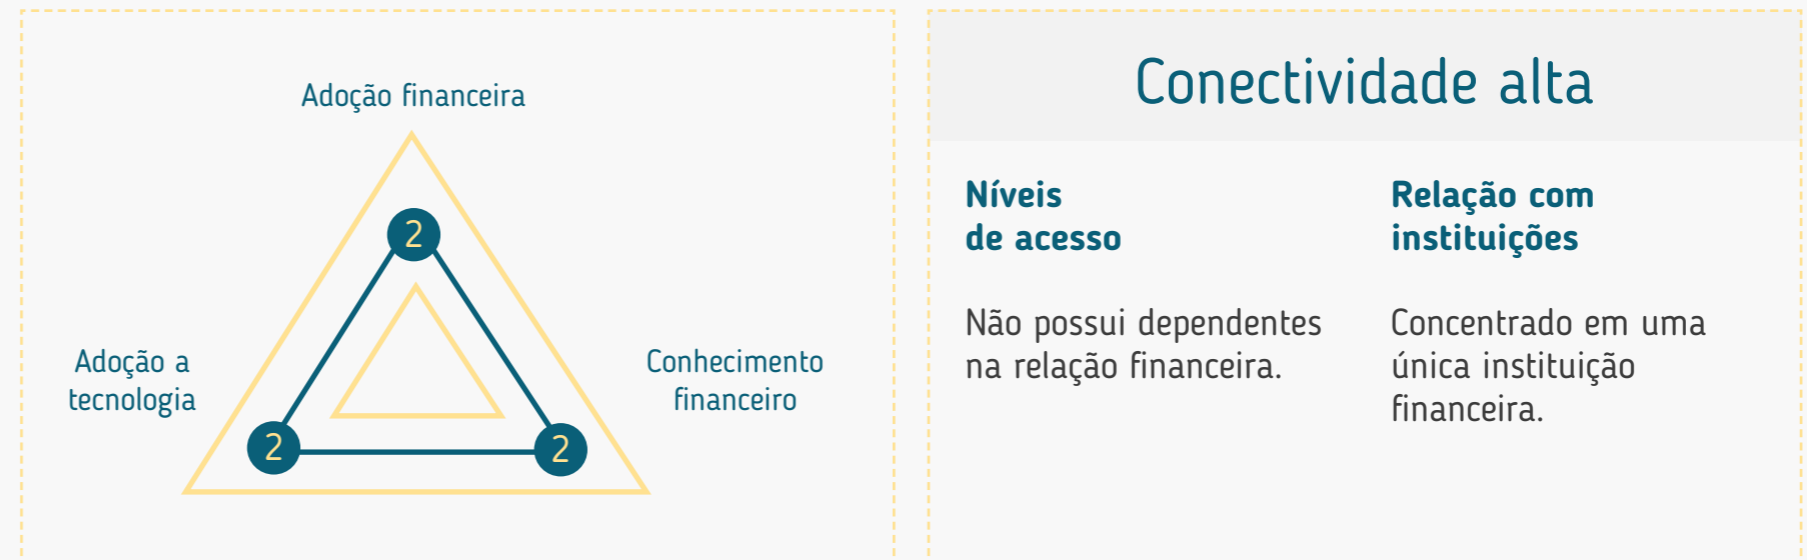 Adoção financeira
2
Adoção a
tecnologia
Conhecimento
financeiro
2
2
Conectividade alta
Níveis
de acesso
Não possui dependentes
na relação financeira.
Relação com
instituições
Concentrado em uma
única instituição
financeira.